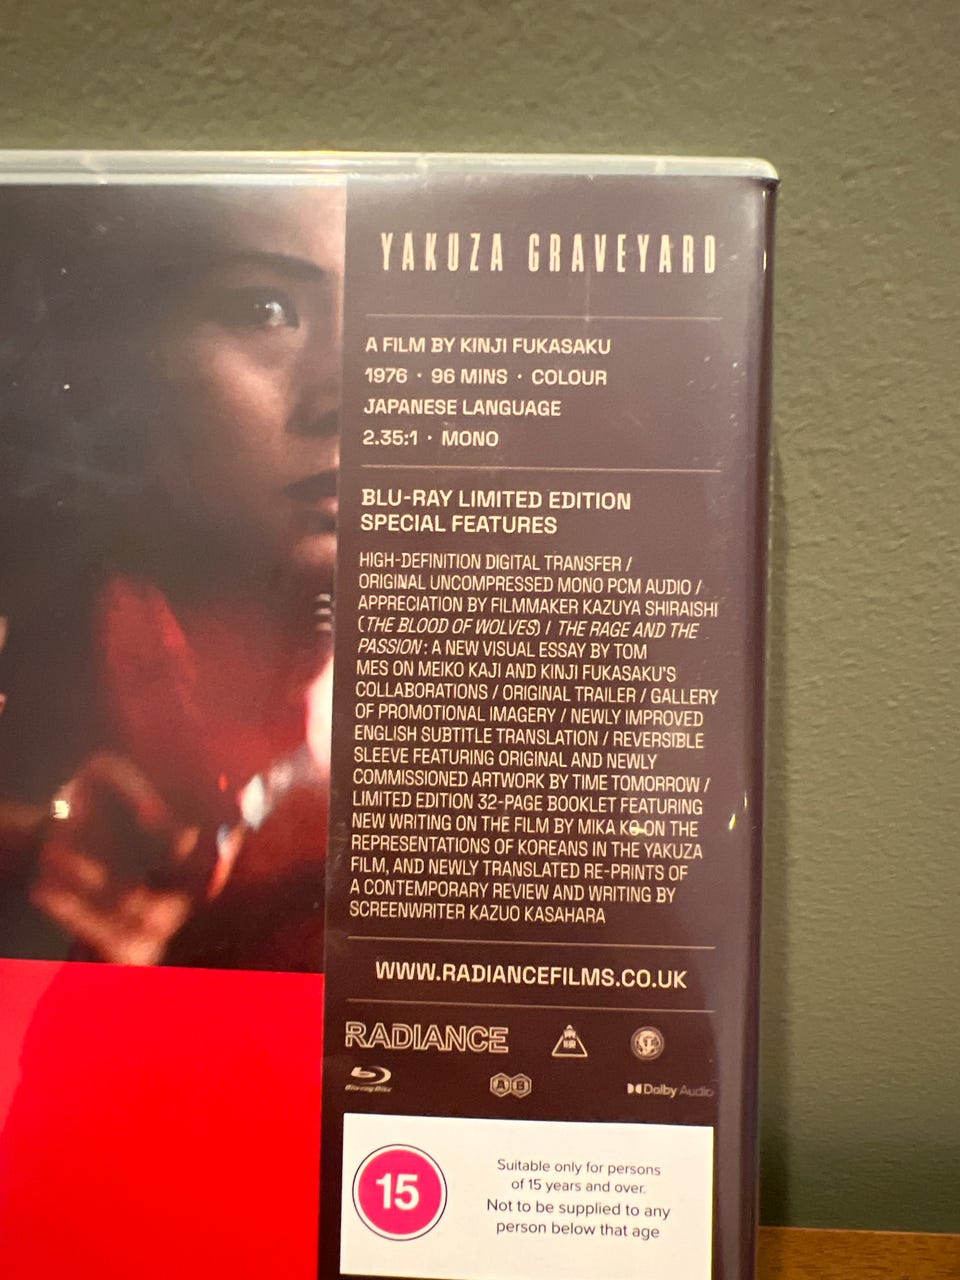 YAKUZA GRAVEYARD
A FILM BY KINJI FUKASAKU
1976 · 96 MINS · COLOUR
JAPANESE LANGUAGE
2.35:1 · MONO
BLU-RAY LIMITED EDITION
SPECIAL FEATURES
HIGH-DEFINITION DIGITAL TRANSFER /
ORIGINAL UNCOMPRESSED MONO PCM AUDIO /
APPRECIATION BY FILMMAKER KAZUYA SHIRAISHI
(THE BLOOD OF WOLVES) / THE RAGE AND THE
PASSION: A NEW VISUAL ESSAY BY TOM
MES ON MEIKO KAJI AND KINJI FUKASAKU'S
COLLABORATIONS / ORIGINAL TRAILER / GALLERY
OF PROMOTIONAL IMAGERY / NEWLY IMPROVED
ENGLISH SUBTITLE TRANSLATION / REVERSIBLE
SLEEVE FEATURING ORIGINAL AND NEWLY
COMMISSIONED ARTWORK BY TIME TOMORROW /
LIMITED EDITION 32-PAGE BOOKLET FEATURING
NEW WRITING ON THE FILM BY MIKA KO ON THE
REPRESENTATIONS OF KOREANS IN THE YAKUZA
FILM, AND NEWLY TRANSLATED RE-PRINTS OF
A CONTEMPORARY REVIEW AND WRITING BY
SCREENWRITER KAZUO KASAHARA
WWW.RADIANCEFILMS.CO.UK
RADIANCE
Blu-ray Disc
A B
Dolby Audio
15
Suitable only for persons
of 15 years and over.
Not to be supplied to any
person below that age